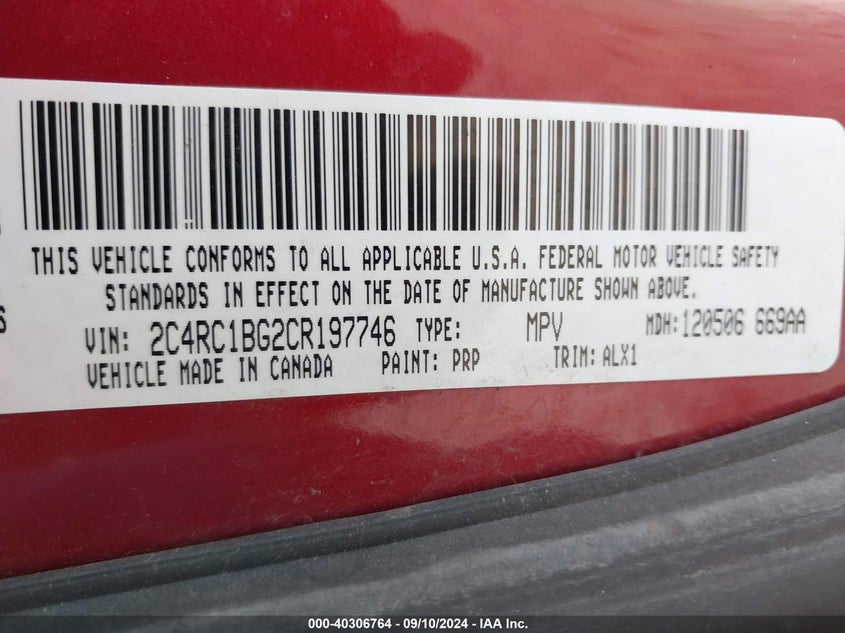 THIS VEHICLE CONFORMS TO ALL APPLICABLE U.S.A. FEDERAL MOTOR VEHICLE SAFETY
STANDARDS IN EFFECT ON THE DATE OF MANUFACTURE SHOWN ABOVE.
S
VIN: 2C4RC1BG2CR197746 TYPE: MPV MDH:120506 669AA
VEHICLE MADE IN CANADA PAINT: PRP TRIM: ALX1
000-40306764 - 09/10/2024 - IAA Inc.